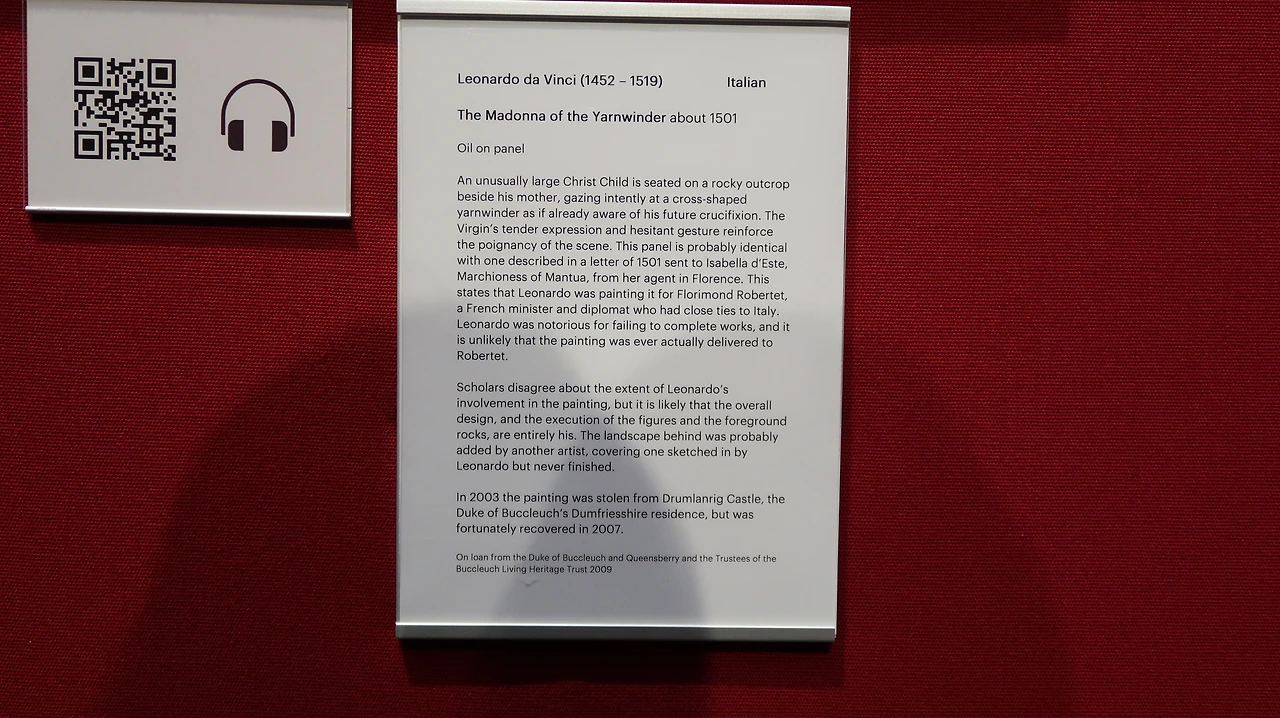 Leonardo da Vinci (1452 – 1519) Italian
The Madonna of the Yarnwinder about 1501
Oil on panel
An unusually large Christ Child is seated on a rocky outcrop
beside his mother, gazing intently at a cross-shaped
yarnwinder as if already aware of his future crucifixion. The
Virgin's tender expression and hesitant gesture reinforce
the poignancy of the scene. This panel is probably identical
with one described in a letter of 1501 sent to Isabella d'Este,
Marchioness of Mantua, from her agent in Florence. This
states that Leonardo was painting it for Florimond Robertet,
a French minister and diplomat who had close ties to Italy.
Leonardo was notorious for failing to complete works, and it
is unlikely that the painting was ever actually delivered to
Robertet.
Scholars disagree about the extent of Leonardo's
involvement in the painting, but it is likely that the overall
design, and the execution of the figures and the foreground
rocks, are entirely his. The landscape behind was probably
added by another artist, covering one sketched in by
Leonardo but never finished.
In 2003 the painting was stolen from Drumlanrig Castle, the
Duke of Buccleuch's Dumfriesshire residence, but was
fortunately recovered in 2007.
On loan from the Duke of Buccleuch and Queensberry and the Trustees of the
Buccleuch Living Heritage Trust 2009